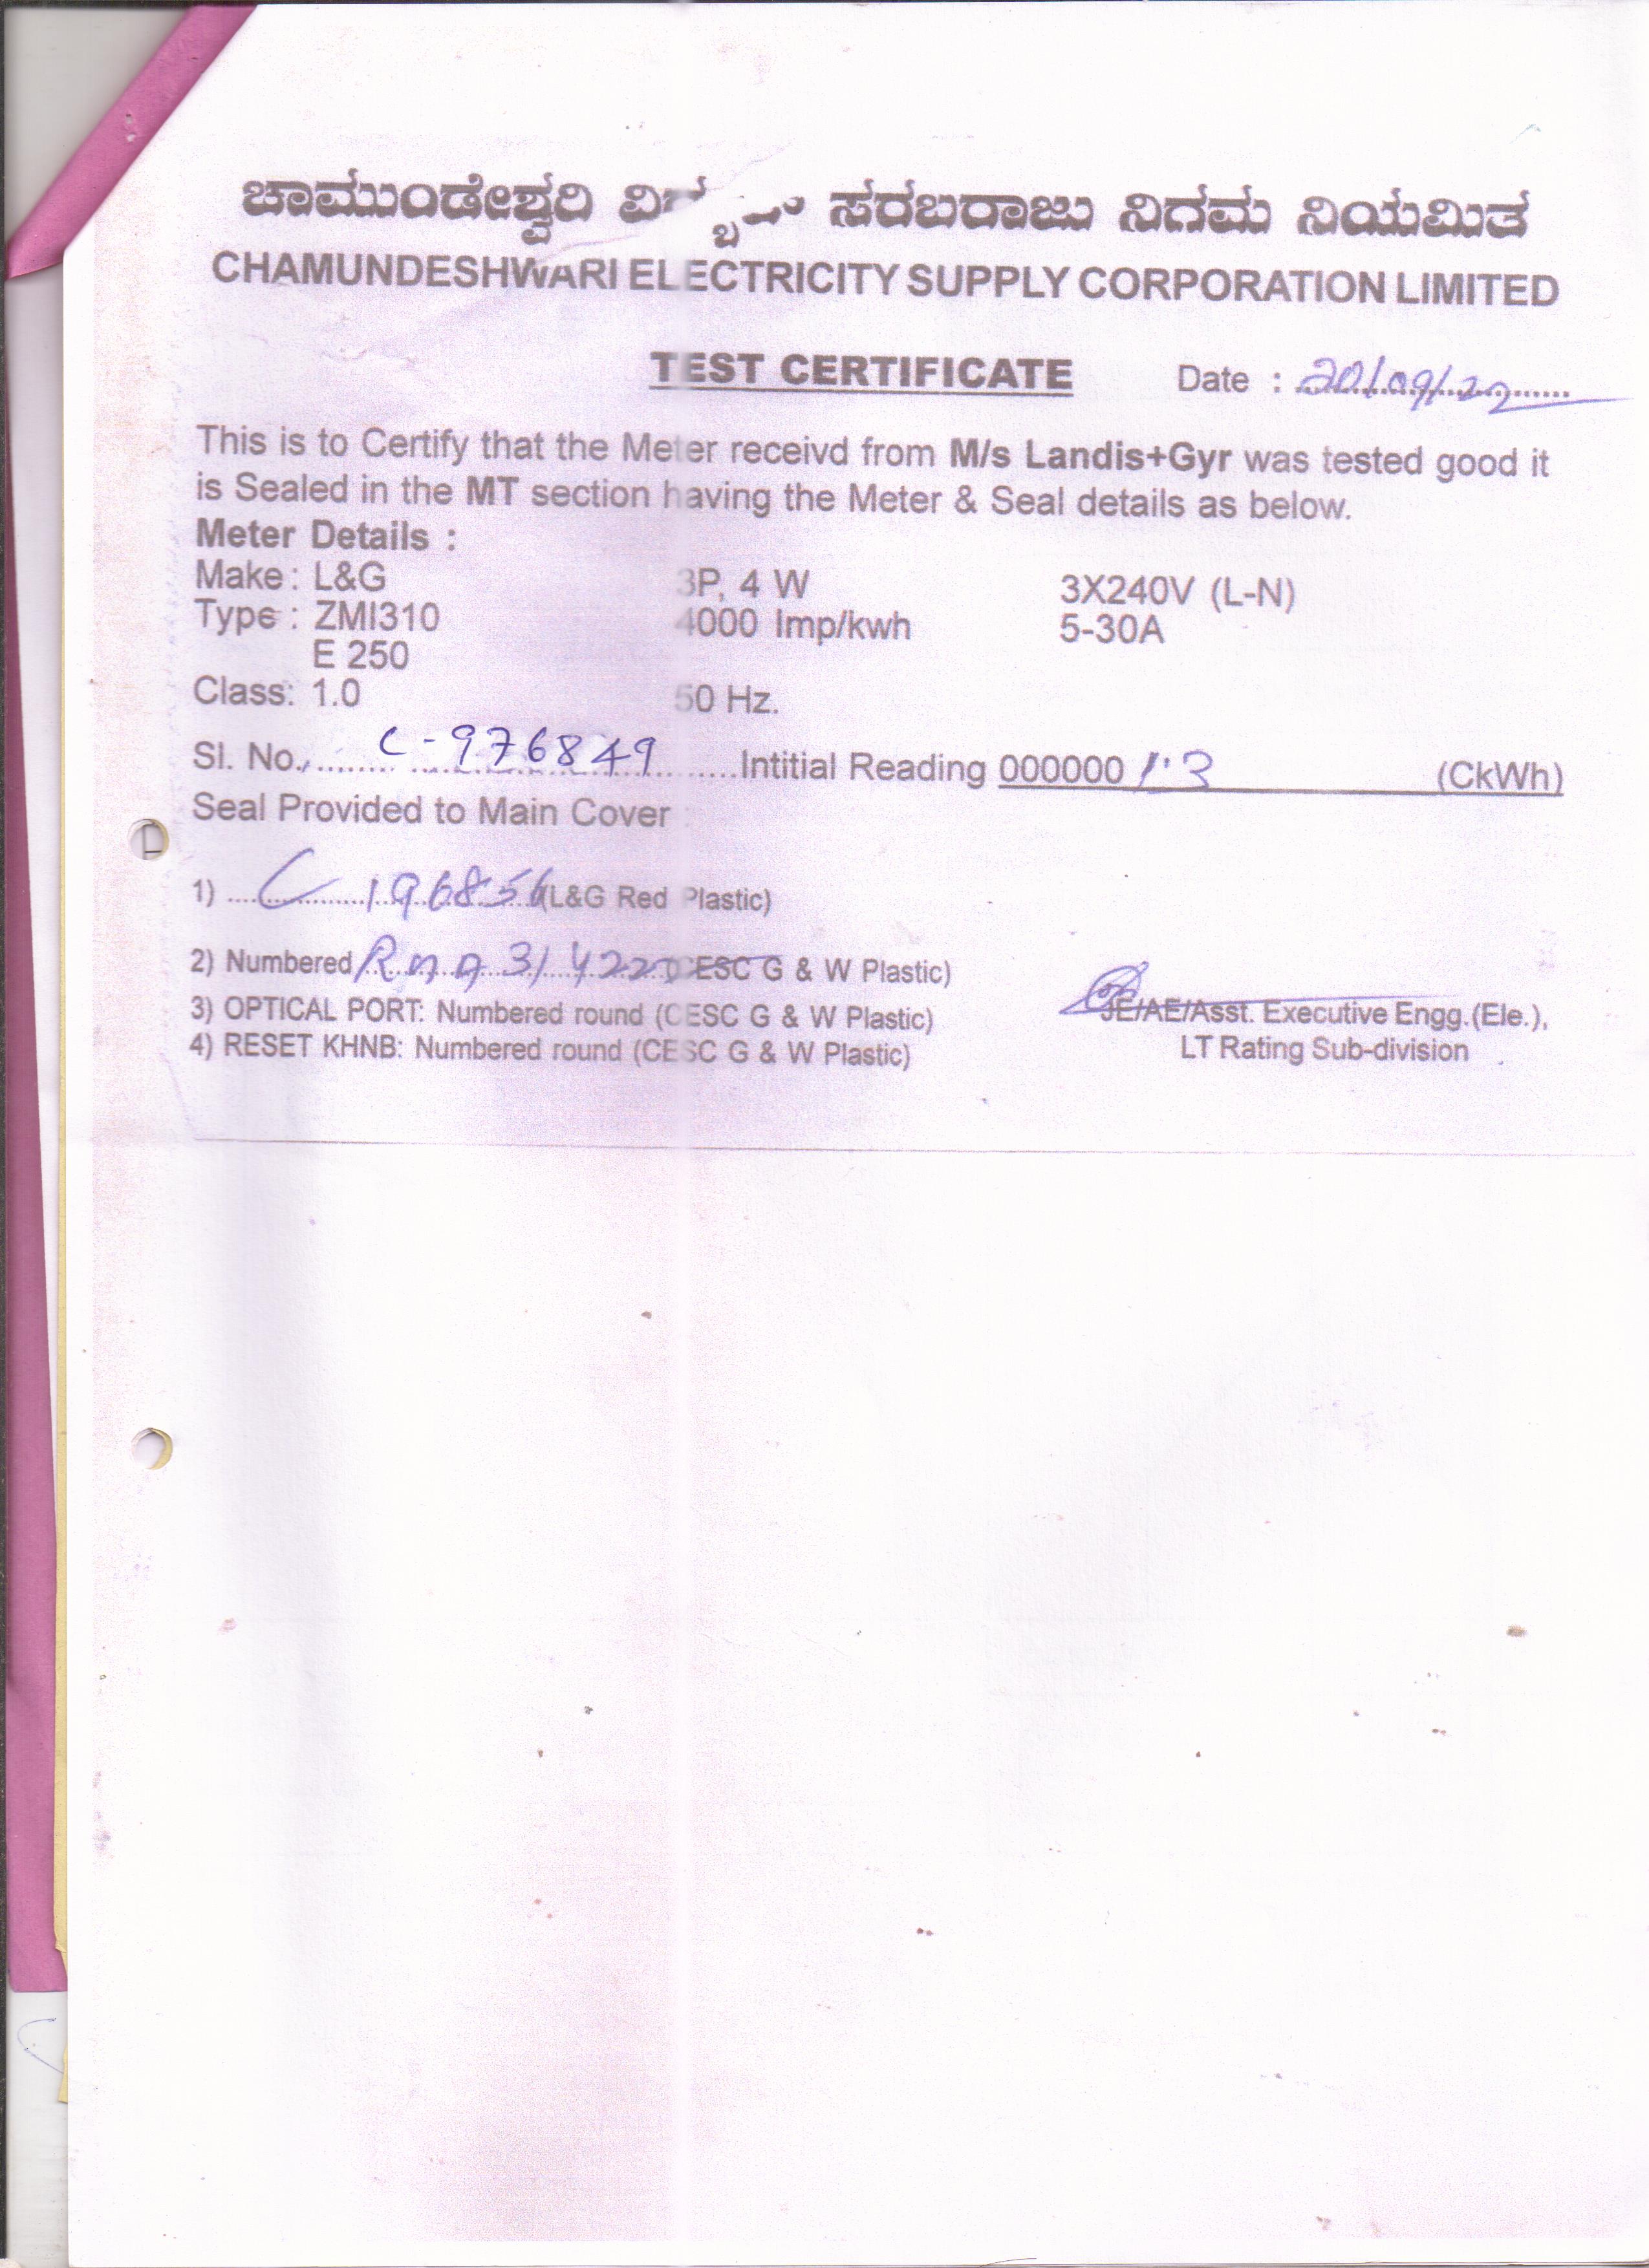 ಚಾಮುಂಡೇಶ್ವರಿ ಸರಬರಾಜು ನಿಗಮ ನಿಯಮಿತ
CHAMUNDESHWARI ELECTRICITY SUPPLY CORPORATION LIMITED
TEST CERTIFICATE Date : 20/09/22
This is to Certify that the Meter receivd from M/s Landis+Gyr was tested good it
is Sealed in the MT section having the Meter & Seal details as below.
Meter Details :
Make : L&G 3P, 4 W 3X240V (L-N)
Type : ZMI310 4000 Imp/kwh 5-30A
E 250
Class: 1.0 50 Hz.
Sl. No. C-976849 Intitial Reading 000000 1.3 (CkWh)
Seal Provided to Main Cover
1) C 196856 (L&G Red Plastic)
2) Numbered (CESC G & W Plastic)
3) OPTICAL PORT: Numbered round (CESC G & W Plastic)
4) RESET KHNB: Numbered round (CESC G & W Plastic)
JE/AE/Asst. Executive Engg.(Ele.),
LT Rating Sub-division